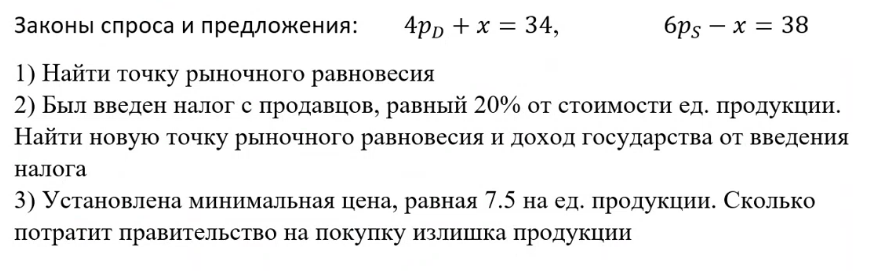 Законы спроса и предложения: 4p_D + x = 34, 6p_S − x = 38
1) Найти точку рыночного равновесия
2) Был введен налог с продавцов, равный 20% от стоимости ед. продукции.
Найти новую точку рыночного равновесия и доход государства от введения
налога
3) Установлена минимальная цена, равная 7.5 на ед. продукции. Сколько
потратит правительство на покупку излишка продукции